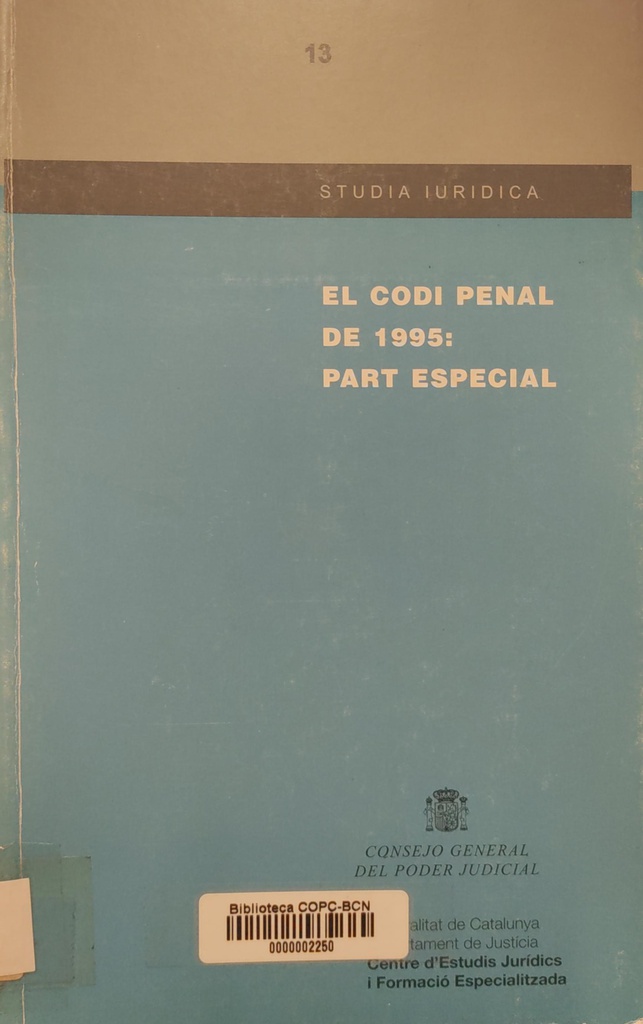 13
STUDIA IURIDICA
EL CODI PENAL
DE 1995:
PART ESPECIAL
CONSEJO GENERAL
DEL PODER JUDICIAL
Biblioteca COPC-BCN
0000002250
alitat de Catalunya
tament de Justícia
Centre d'Estudis Jurídics
i Formació Especialitzada